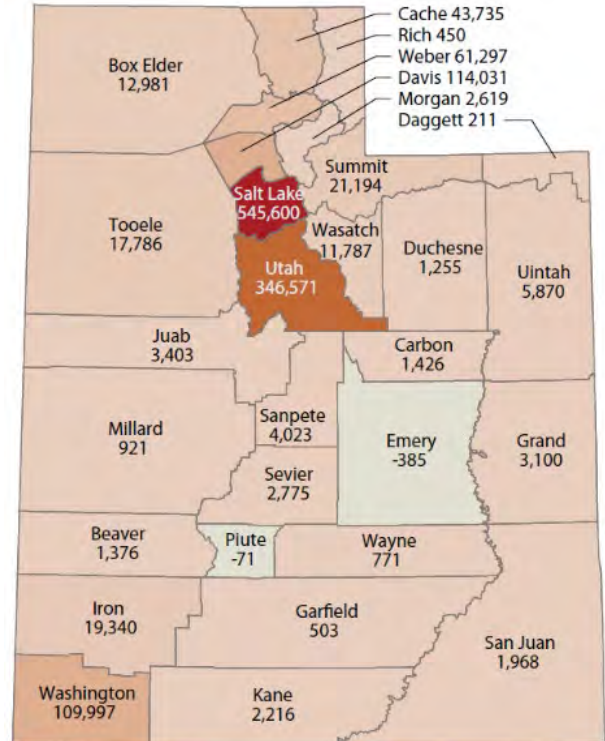 Cache 43,735
Rich 450
Weber 61,297
Davis 114,031
Morgan 2,619
Daggett 211
Box Elder
12,981
Summit
21,194
Salt Lake
545,600
Tooele
17,786
Wasatch
11,787
Duchesne
1,255
Uintah
5,870
Utah
346,571
Juab
3,403
Carbon
1,426
Sanpete
4,023
Millard
921
Emery
-385
Grand
3,100
Sevier
2,775
Beaver
1,376
Piute
-71
Wayne
771
Iron
19,340
Garfield
503
San Juan
1,968
Washington
109,997
Kane
2,216